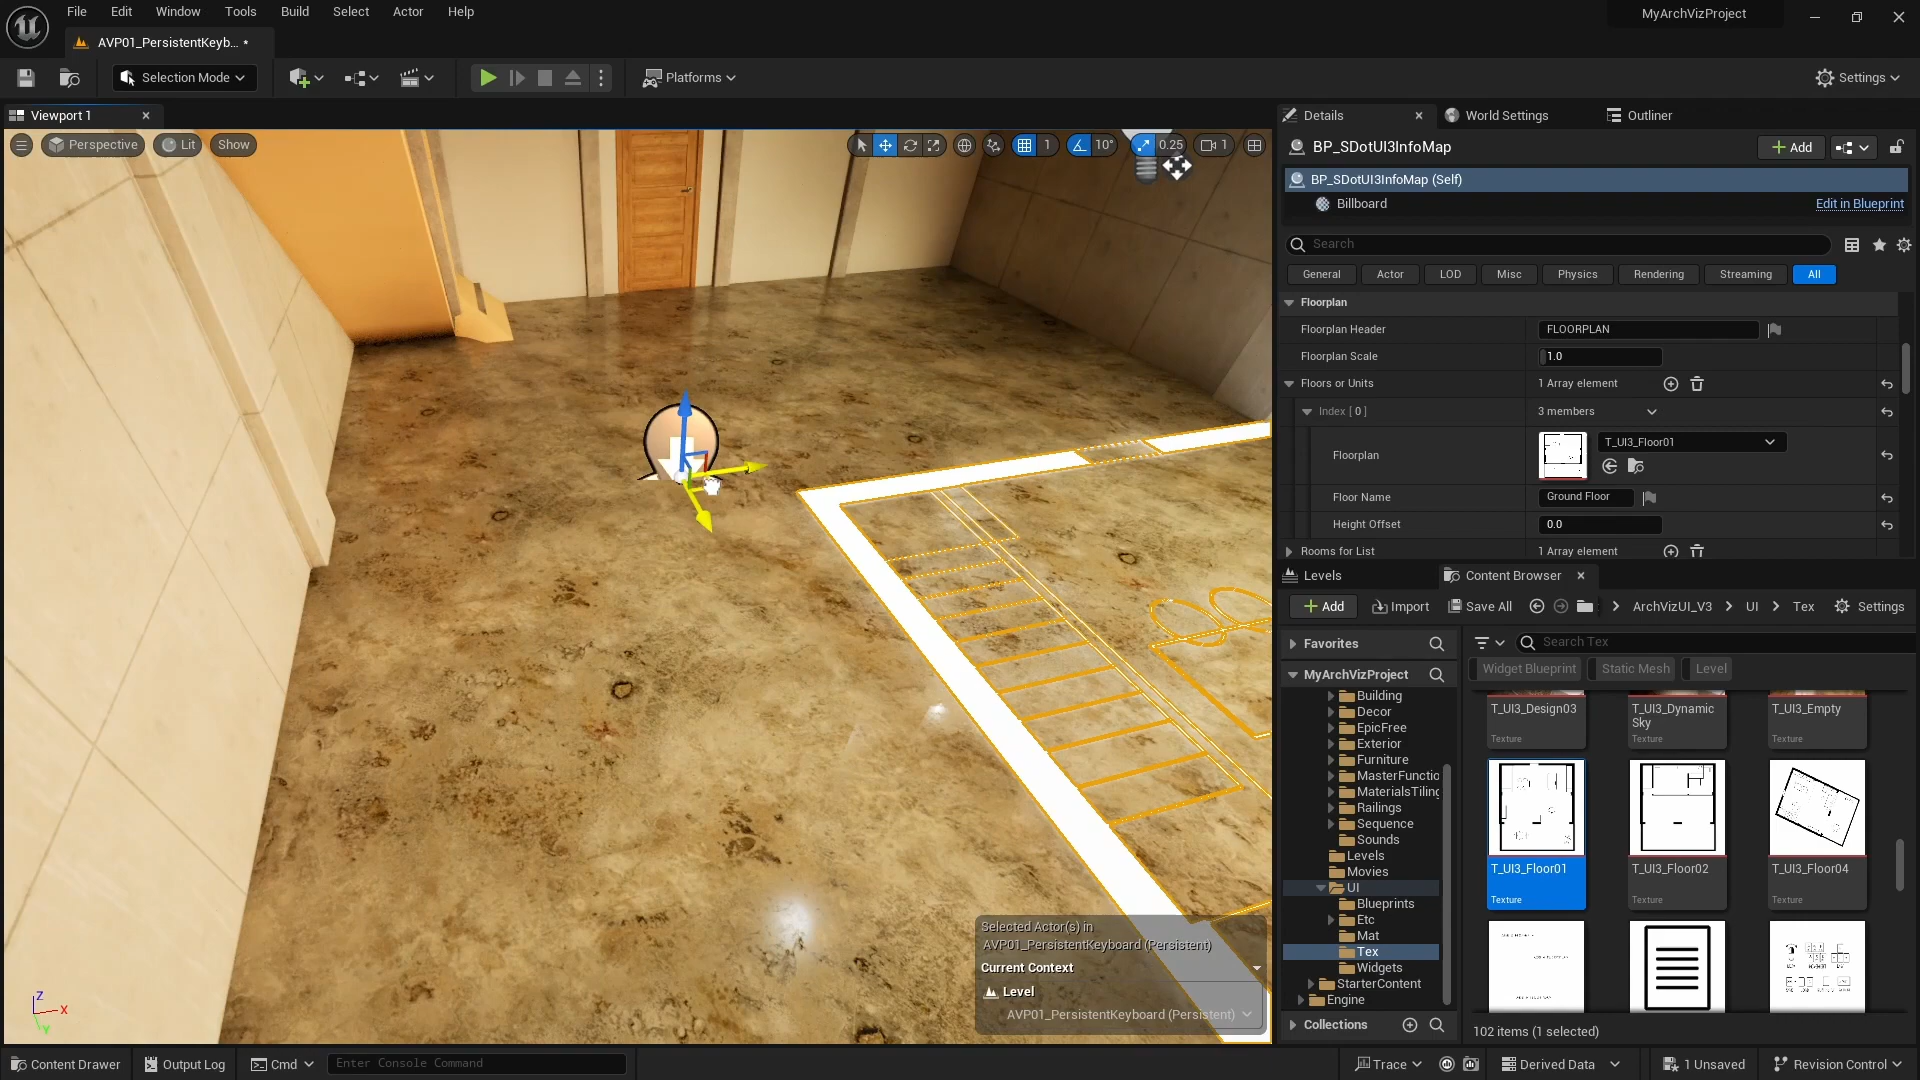 File Edit Window Tools Build Select Actor Help
MyArchVizProject
AVP01_PersistentKeyb... •
Selection Mode
Platforms
Settings
Viewport 1
Details
World Settings
Outliner
Perspective
Lit
Show
1
10°
0.25
1
BP_SDotUI3InfoMap
Add
BP_SDotUI3InfoMap (Self)
Billboard
Edit in Blueprint
Search
General Actor LOD Misc Physics Rendering Streaming All
Floorplan
Floorplan Header FLOORPLAN
Floorplan Scale 1.0
Floors or Units 1 Array element
Index [ 0 ] 3 members
Floorplan T_UI3_Floor01
Floor Name Ground Floor
Height Offset 0.0
Rooms for List 1 Array element
Levels
Content Browser
Add Import Save All ArchVizUI_V3 UI Tex Settings
Favorites
Search Tex
Widget Blueprint Static Mesh Level
MyArchVizProject
Building
Decor
EpicFree
Exterior
Furniture
MasterFunctio
MaterialsTiling
Railings
Sequence
Sounds
Levels
Movies
UI
Blueprints
Etc
Mat
Tex
Widgets
StarterContent
Engine
Collections
T_UI3_Design03
Texture
T_UI3_Dynamic
Sky
Texture
T_UI3_Empty
Texture
T_UI3_Floor01
Texture
T_UI3_Floor02
Texture
T_UI3_Floor04
Texture
102 items (1 selected)
Selected Actor(s) in
AVP01_PersistentKeyboard (Persistent)
Current Context
Level
AVP01_PersistentKeyboard (Persistent)
Z
X
Y
Content Drawer
Output Log
Cmd
Enter Console Command
Trace
Derived Data
1 Unsaved
Revision Control